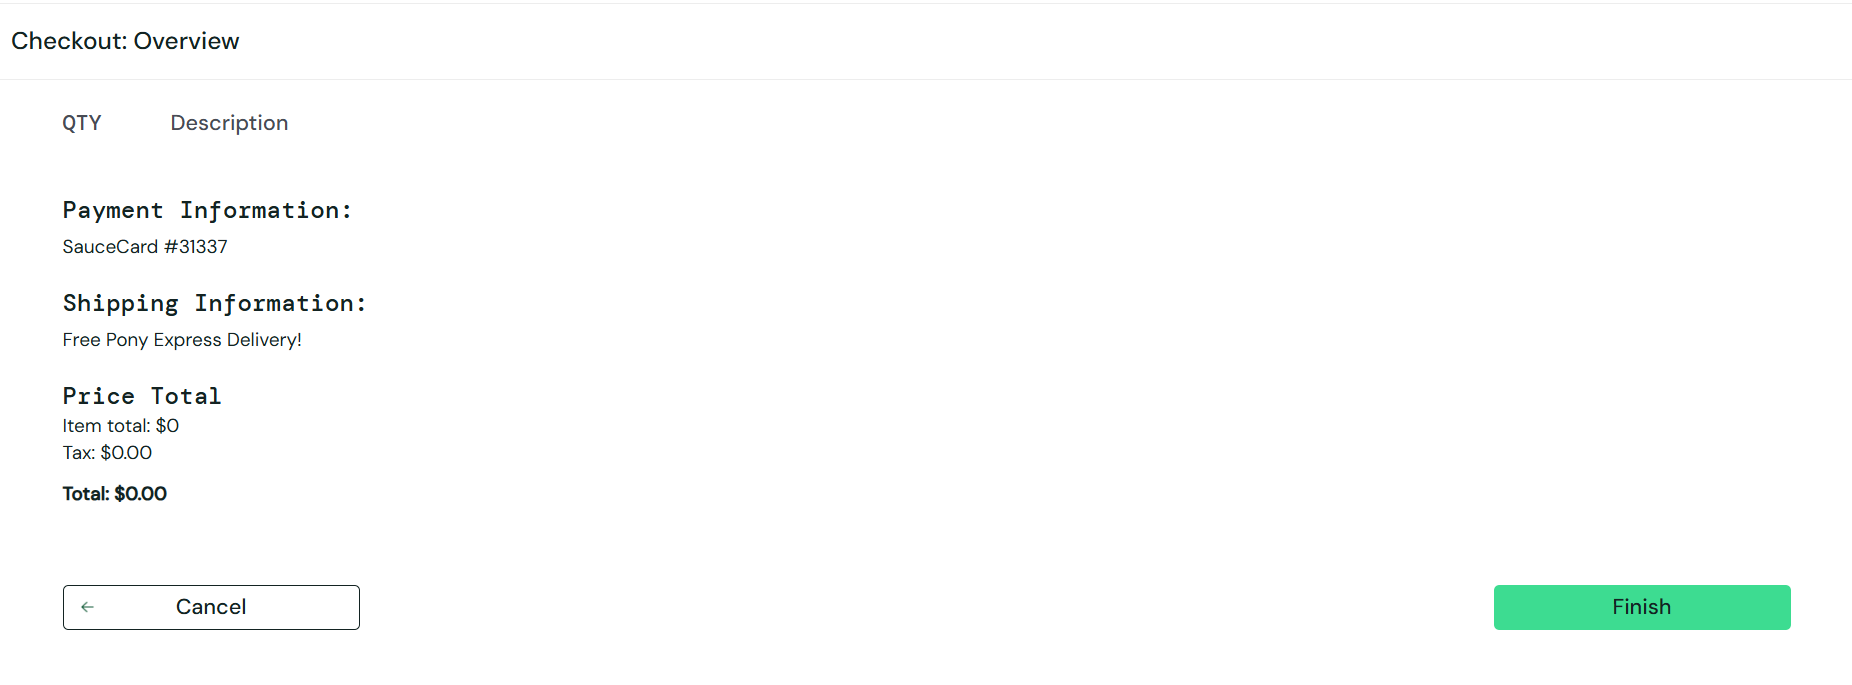 Checkout: Overview
QTY Description
Payment Information:
SauceCard #31337
Shipping Information:
Free Pony Express Delivery!
Price Total
Item total: $0
Tax: $0.00
Total: $0.00
Cancel Finish